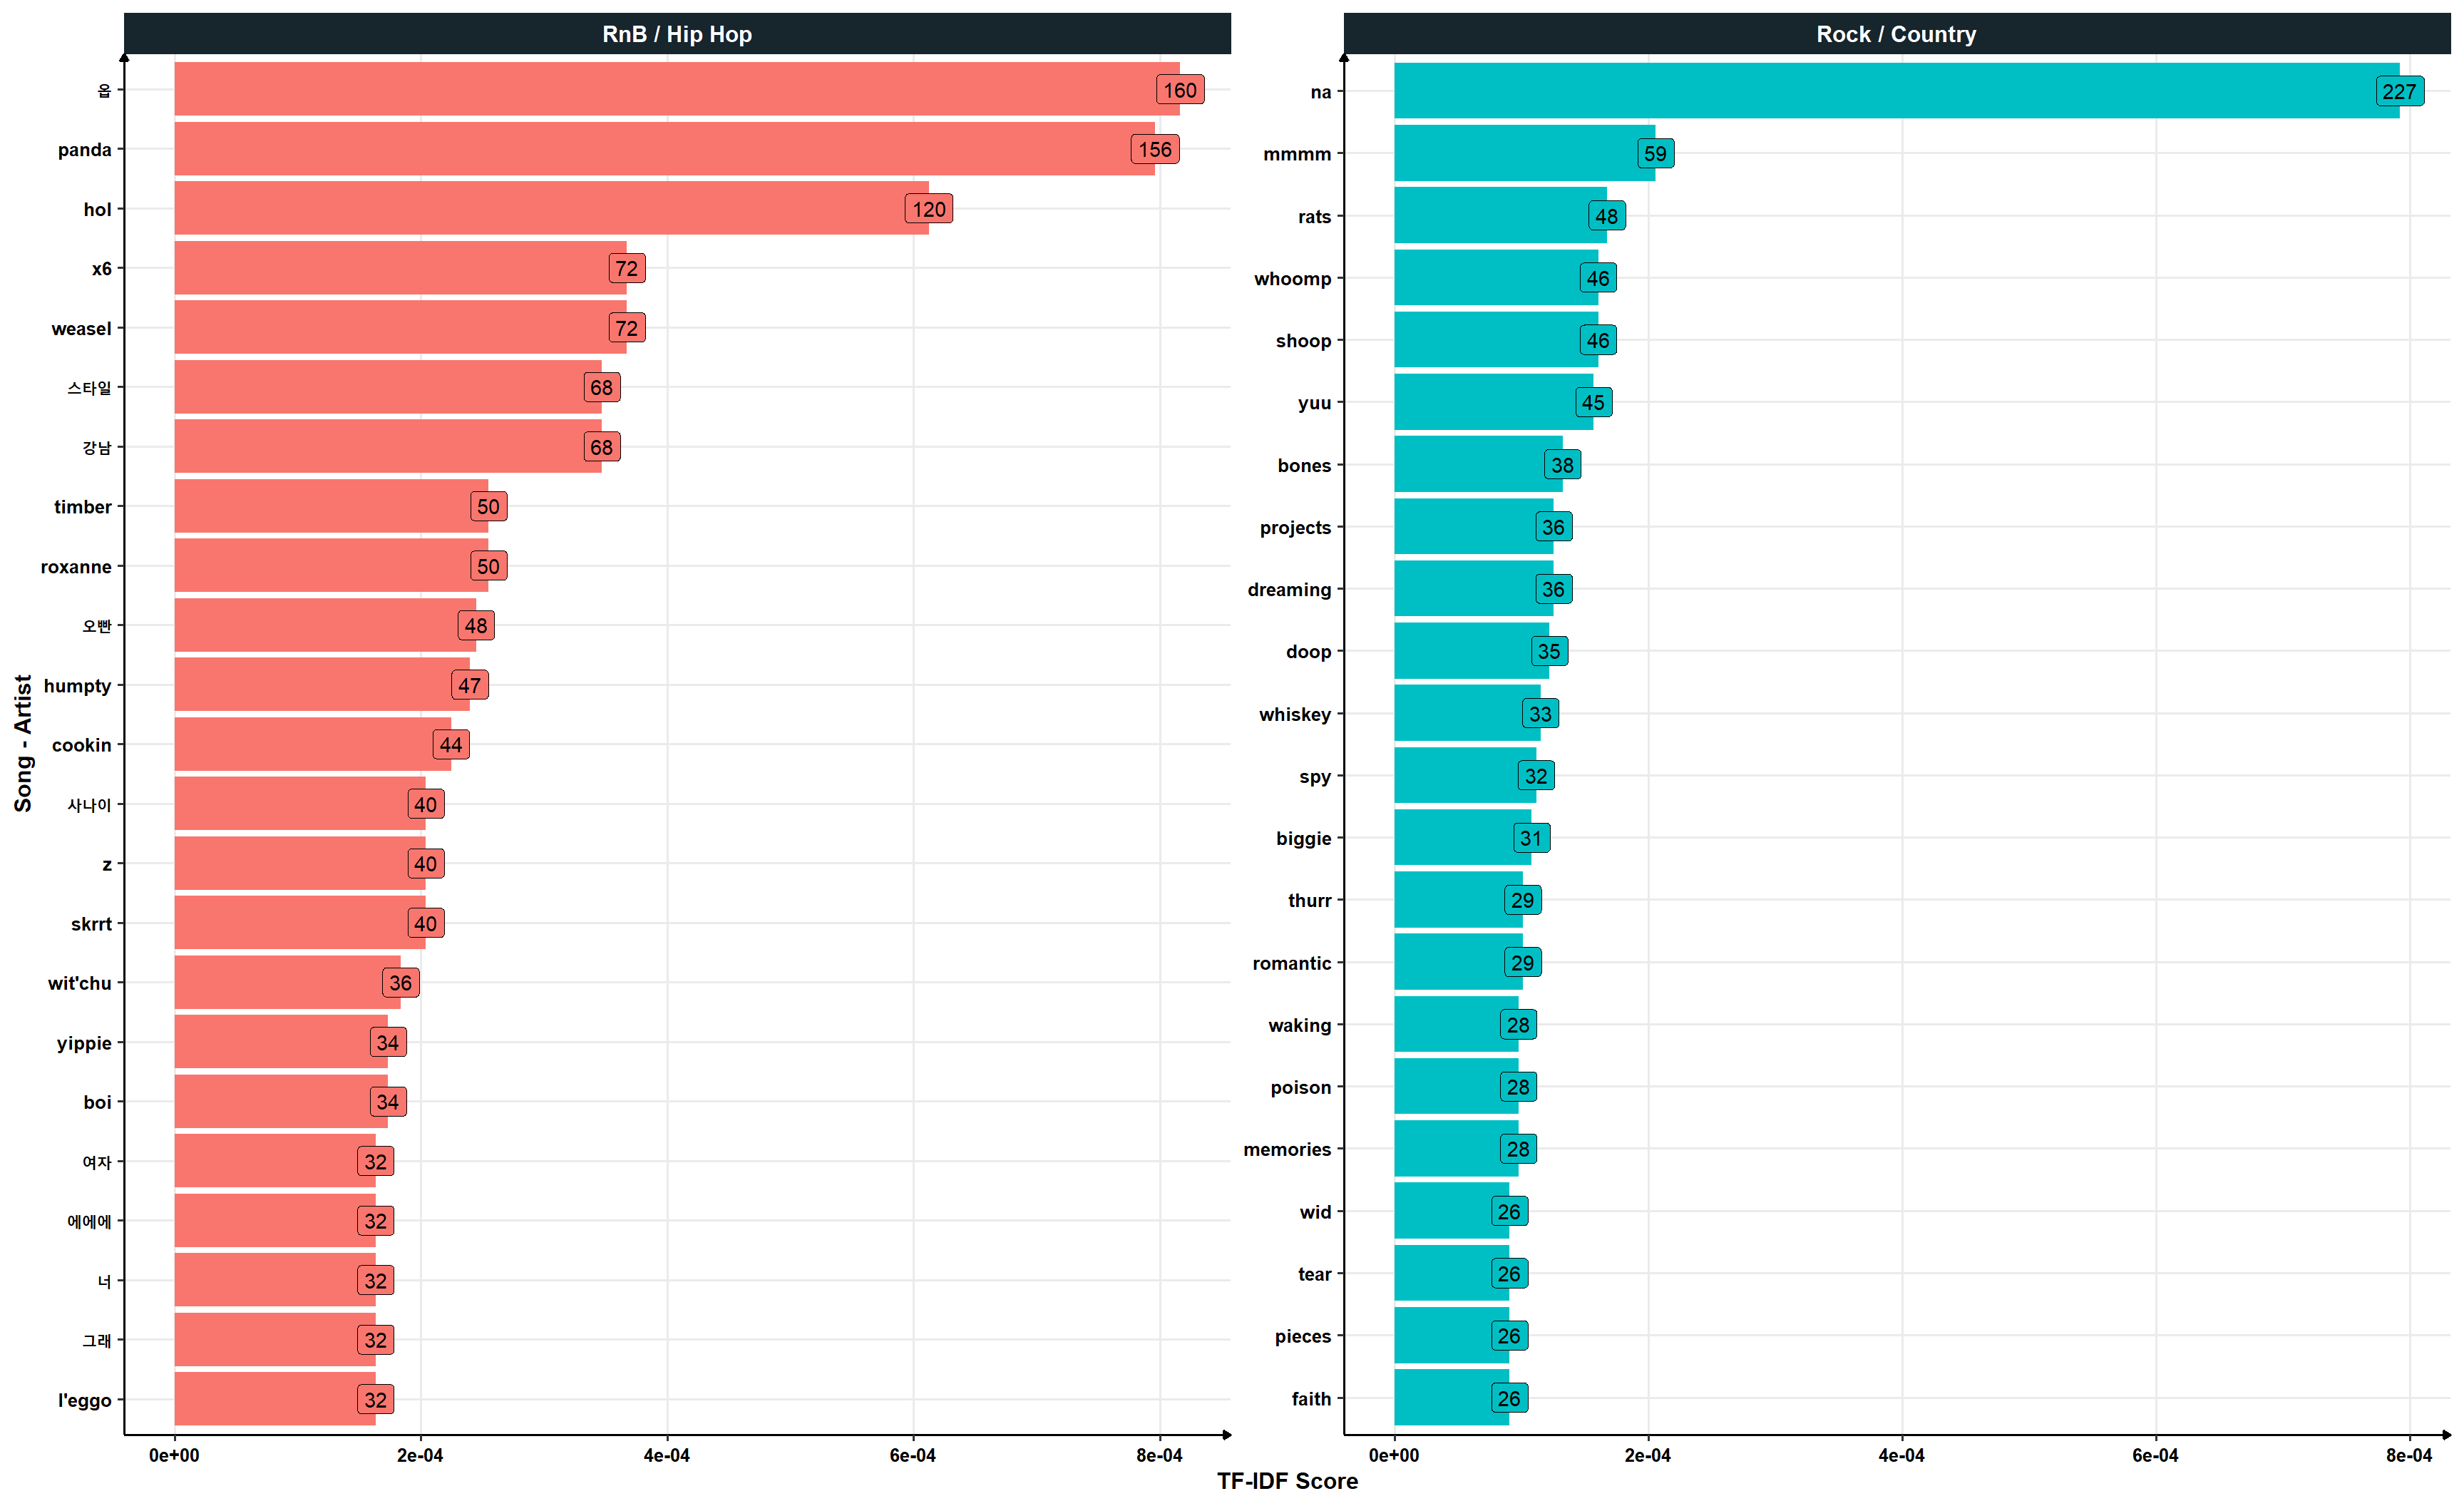 RnB / Hip Hop
옵 160
panda 156
hol 120
x6 72
weasel 72
스타일 68
강남 68
timber 50
roxanne 50
오빤 48
humpty 47
cookin 44
사나이 40
z 40
skrrt 40
wit'chu 36
yippie 34
boi 34
여자 32
에에에 32
너 32
그래 32
l'eggo 32
0e+00 2e-04 4e-04 6e-04 8e-04
Rock / Country
na 227
mmmm 59
rats 48
whoomp 46
shoop 46
yuu 45
bones 38
projects 36
dreaming 36
doop 35
whiskey 33
spy 32
biggie 31
thurr 29
romantic 29
waking 28
poison 28
memories 28
wid 26
tear 26
pieces 26
faith 26
0e+00 2e-04 4e-04 6e-04 8e-04
Song - Artist
TF-IDF Score